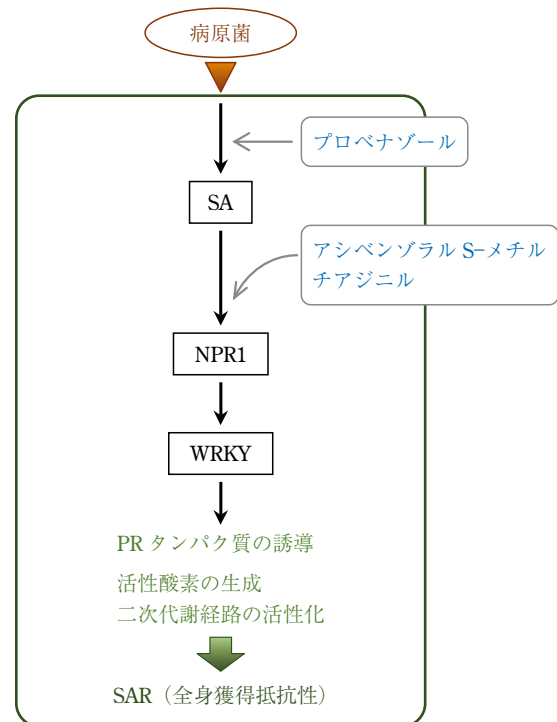 病原菌
プロベナゾール
SA
アシベンゾラル S-メチル
チアジニル
NPR1
WRKY
PR タンパク質の誘導
活性酸素の生成
二次代謝経路の活性化
SAR（全身獲得抵抗性）